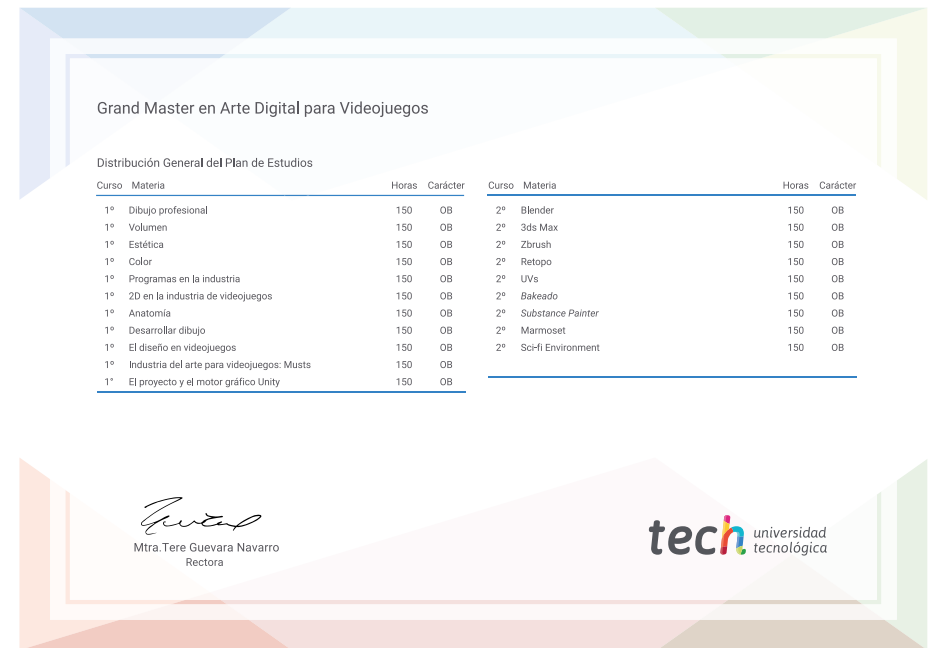 Grand Master en Arte Digital para Videojuegos
Distribución General del Plan de Estudios
Curso Materia Horas Carácter
1º Dibujo profesional 150 OB
1º Volumen 150 OB
1º Estética 150 OB
1º Color 150 OB
1º Programas en la industria 150 OB
1º 2D en la industria de videojuegos 150 OB
1º Anatomía 150 OB
1º Desarrollar dibujo 150 OB
1º El diseño en videojuegos 150 OB
1º Industria del arte para videojuegos: Musts 150 OB
1° El proyecto y el motor gráfico Unity 150 OB
Curso Materia Horas Carácter
2º Blender 150 OB
2º 3ds Max 150 OB
2º Zbrush 150 OB
2º Retopo 150 OB
2º UVs 150 OB
2º Bakeado 150 OB
2º Substance Painter 150 OB
2º Marmoset 150 OB
2º Sci-fi Environment 150 OB
Mtra.Tere Guevara Navarro
Rectora
tech universidad
tecnológica